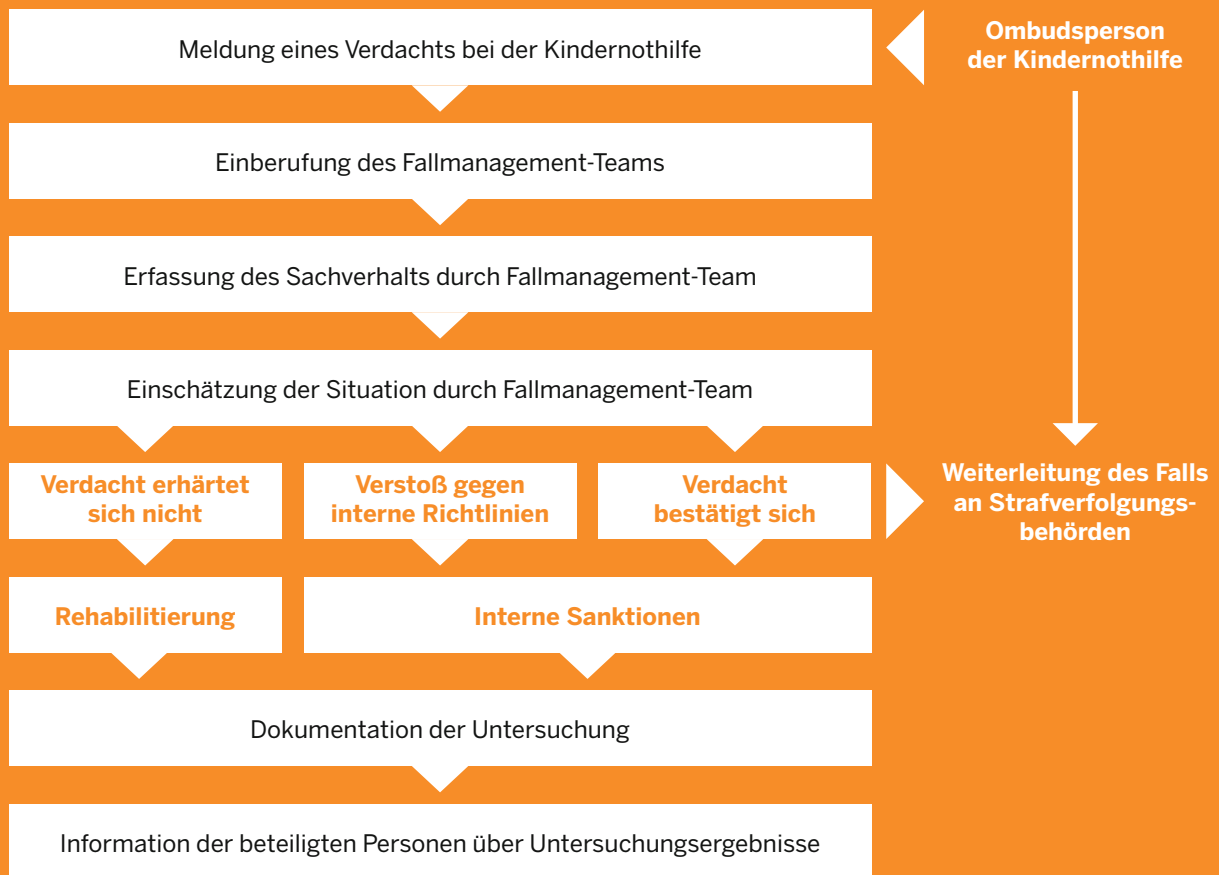 Meldung eines Verdachts bei der Kindernothilfe
Ombudsperson
der Kindernothilfe
Einberufung des Fallmanagement-Teams
Erfassung des Sachverhalts durch Fallmanagement-Team
Einschätzung der Situation durch Fallmanagement-Team
Verdacht erhärtet
sich nicht
Verstoß gegen
interne Richtlinien
Verdacht
bestätigt sich
Weiterleitung des Falls
an Strafverfolgungs-
behörden
Rehabilitierung
Interne Sanktionen
Dokumentation der Untersuchung
Information der beteiligten Personen über Untersuchungsergebnisse